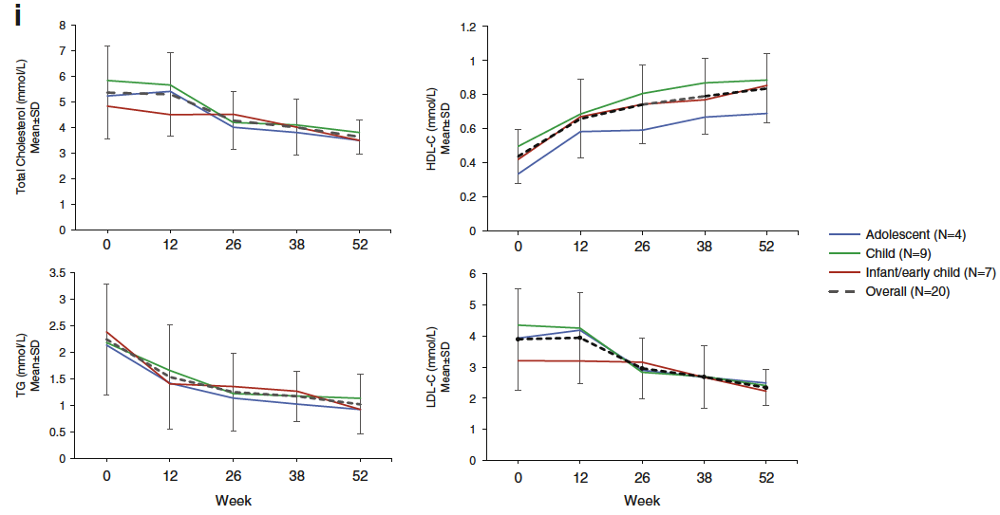 i
Total Cholesterol (mmol/L)
Mean±SD
8
7
6
5
4
3
2
1
0
0 12 26 38 52
HDL-C (mmol/L)
Mean±SD
1.2
1
0.8
0.6
0.4
0.2
0
0 12 26 38 52
Adolescent (N=4)
Child (N=9)
Infant/early child (N=7)
Overall (N=20)
TG (mmol/L)
Mean±SD
3.5
3
2.5
2
1.5
1
0.5
0
0 12 26 38 52
Week
LDL-C (mmol/L)
Mean±SD
6
5
4
3
2
1
0
0 12 26 38 52
Week